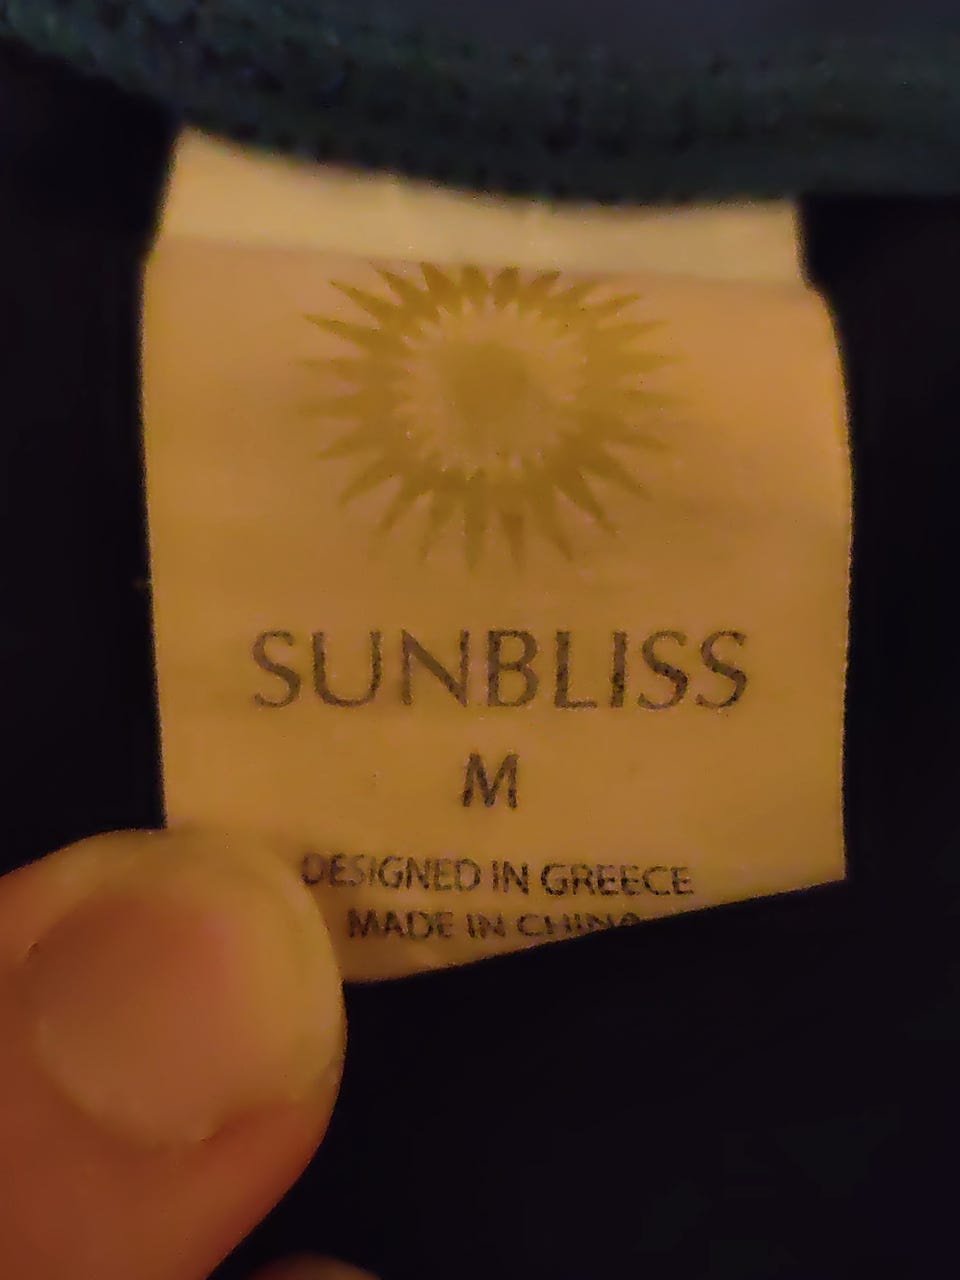 SUNBLISS
M
DESIGNED IN GREECE
MADE IN CHINA